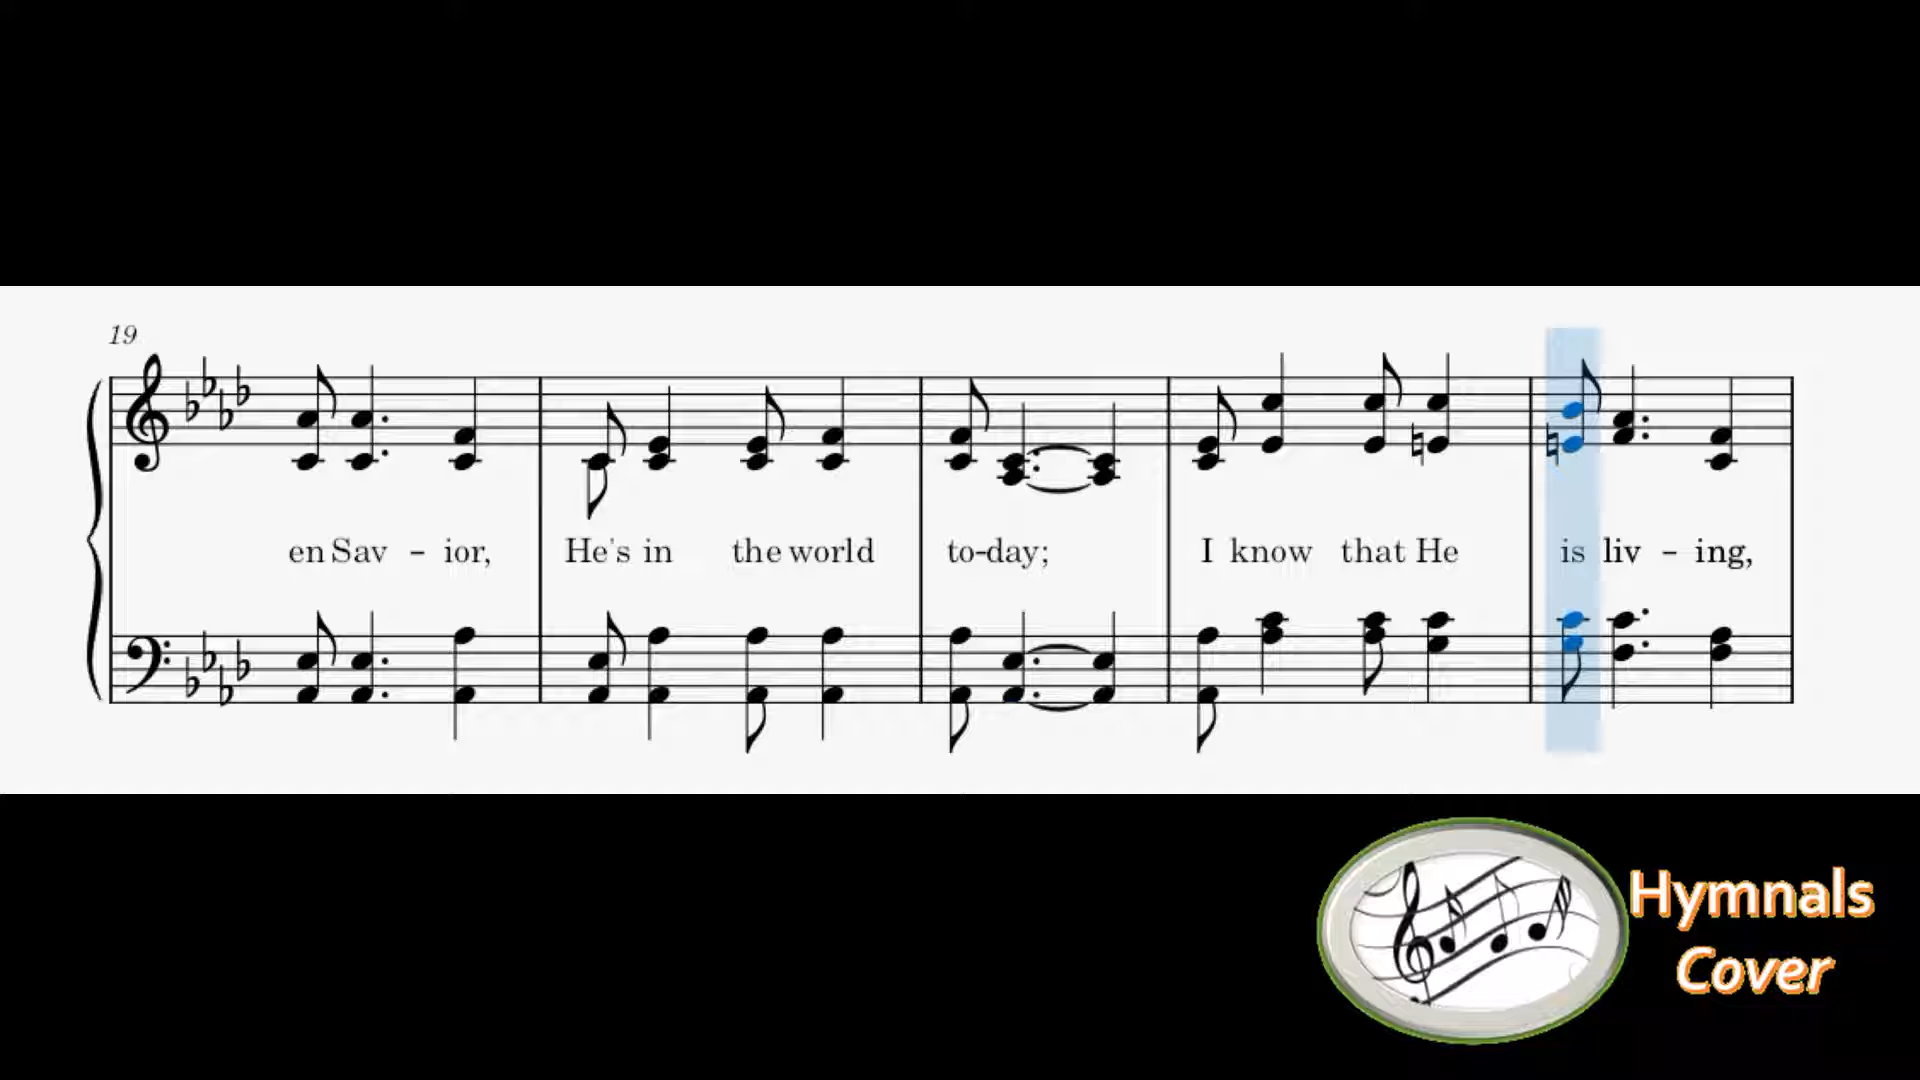 19
en Sav - ior, He's in the world to-day; I know that He is liv - ing,
Hymnals
Cover